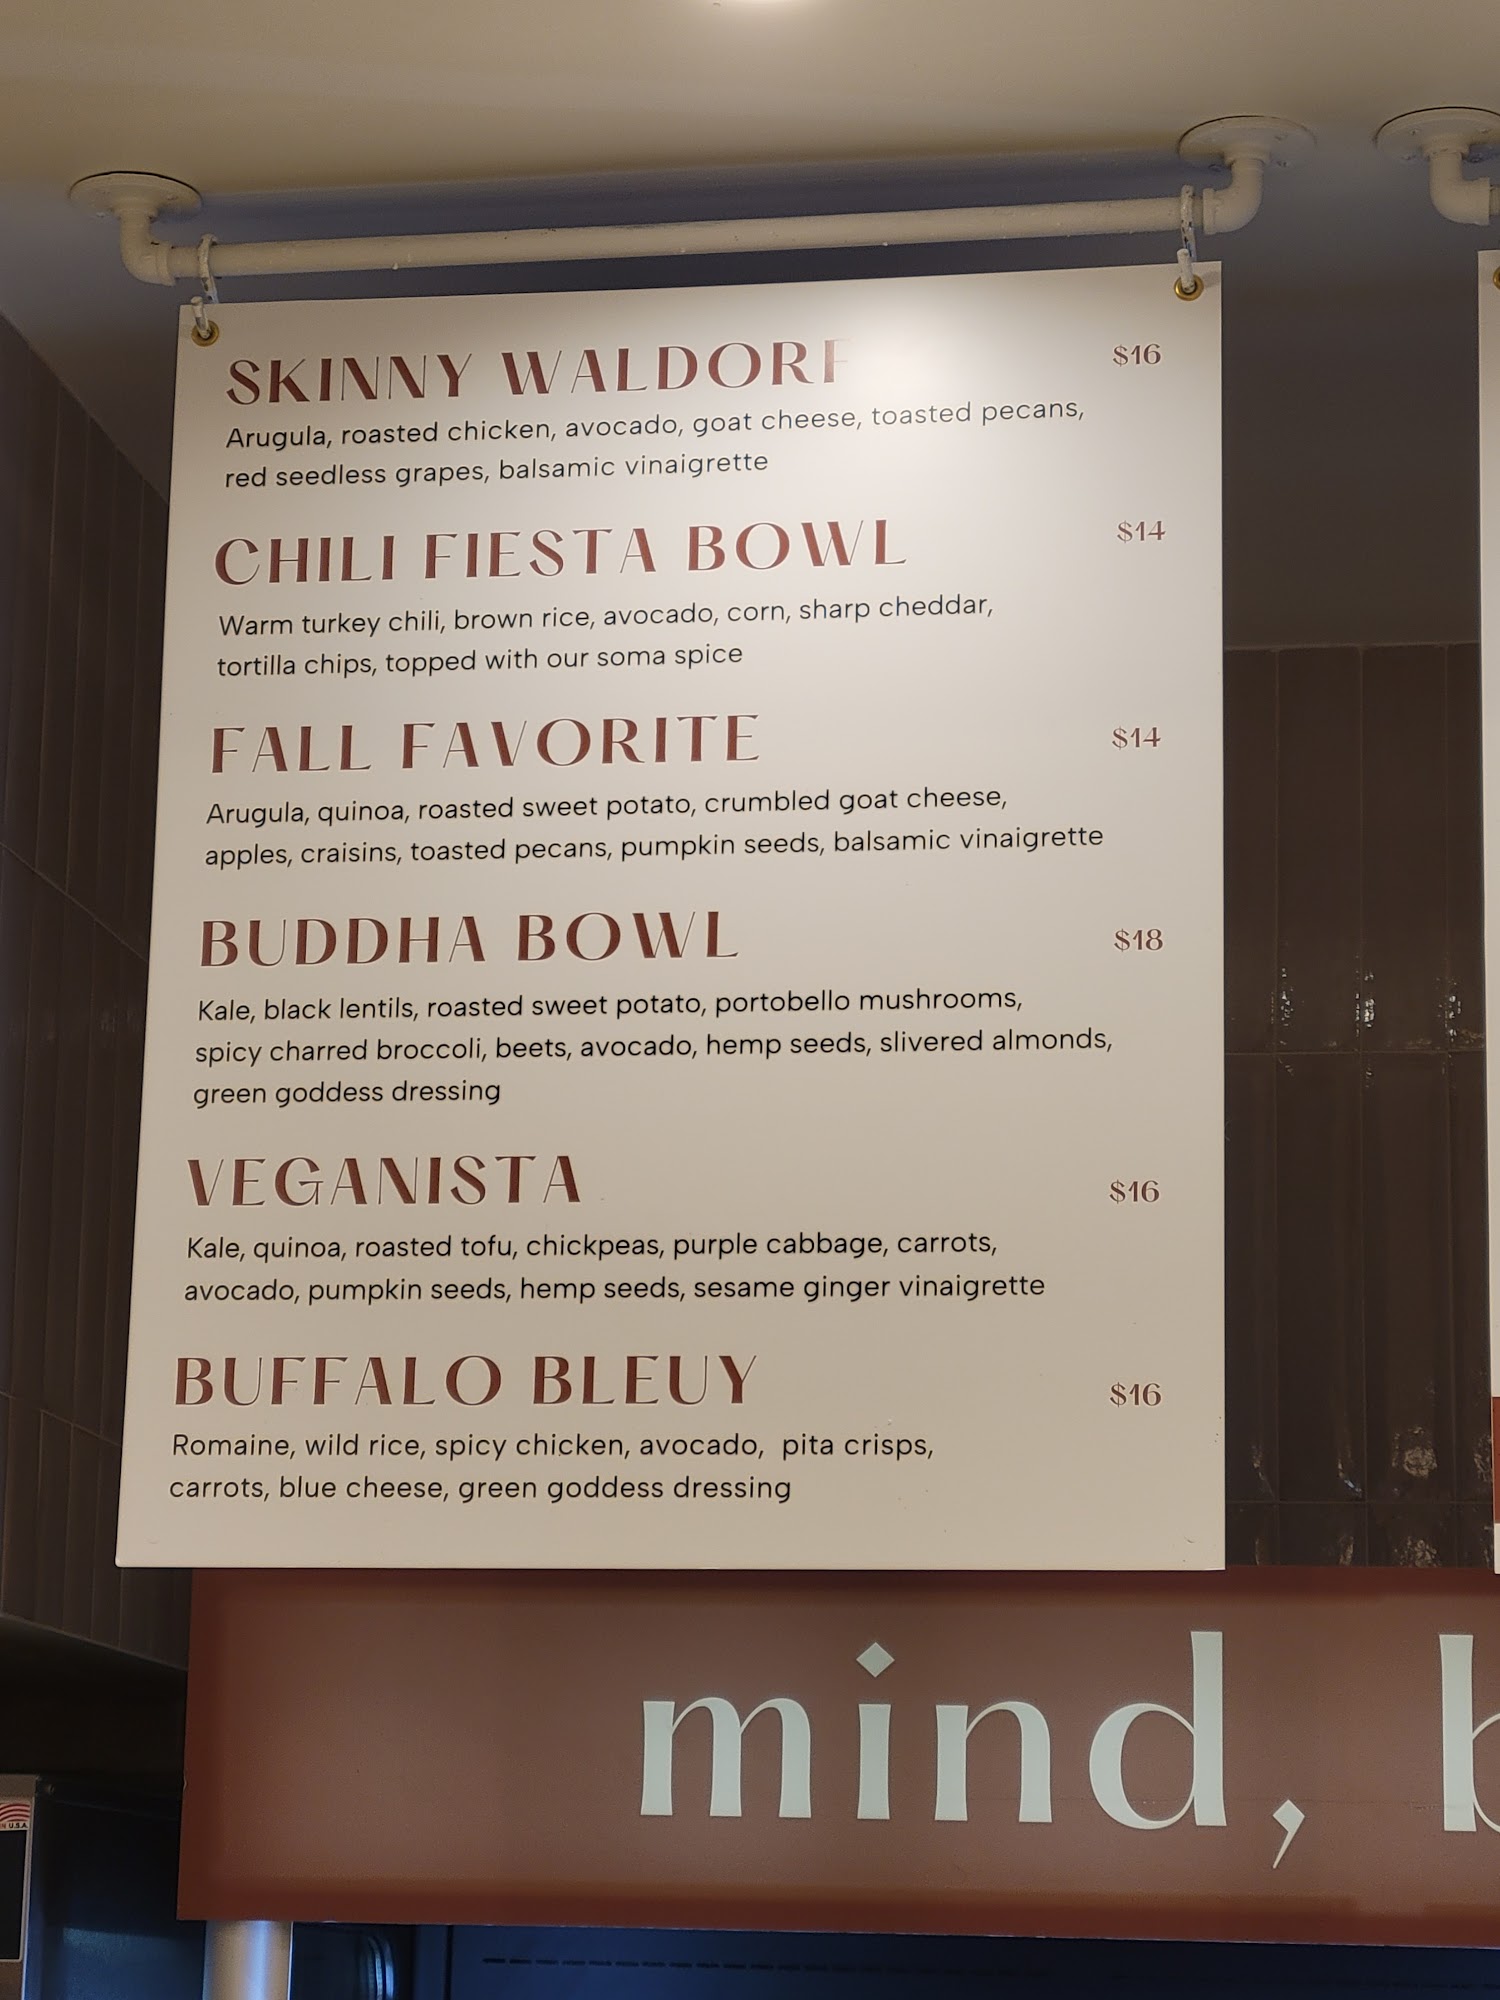 SKINNY WALDORF
$16
Arugula, roasted chicken, avocado, goat cheese, toasted pecans,
red seedless grapes, balsamic vinaigrette
CHILI FIESTA BOWL
$14
Warm turkey chili, brown rice, avocado, corn, sharp cheddar,
tortilla chips, topped with our soma spice
FALL FAVORITE
$14
Arugula, quinoa, roasted sweet potato, crumbled goat cheese,
apples, craisins, toasted pecans, pumpkin seeds, balsamic vinaigrette
BUDDHA BOWL
$18
Kale, black lentils, roasted sweet potato, portobello mushrooms,
spicy charred broccoli, beets, avocado, hemp seeds, slivered almonds,
green goddess dressing
VEGANISTA
$16
Kale, quinoa, roasted tofu, chickpeas, purple cabbage, carrots,
avocado, pumpkin seeds, hemp seeds, sesame ginger vinaigrette
BUFFALO BLEUY
$16
Romaine, wild rice, spicy chicken, avocado, pita crisps,
carrots, blue cheese, green goddess dressing
mind, b
IN U.S.A.